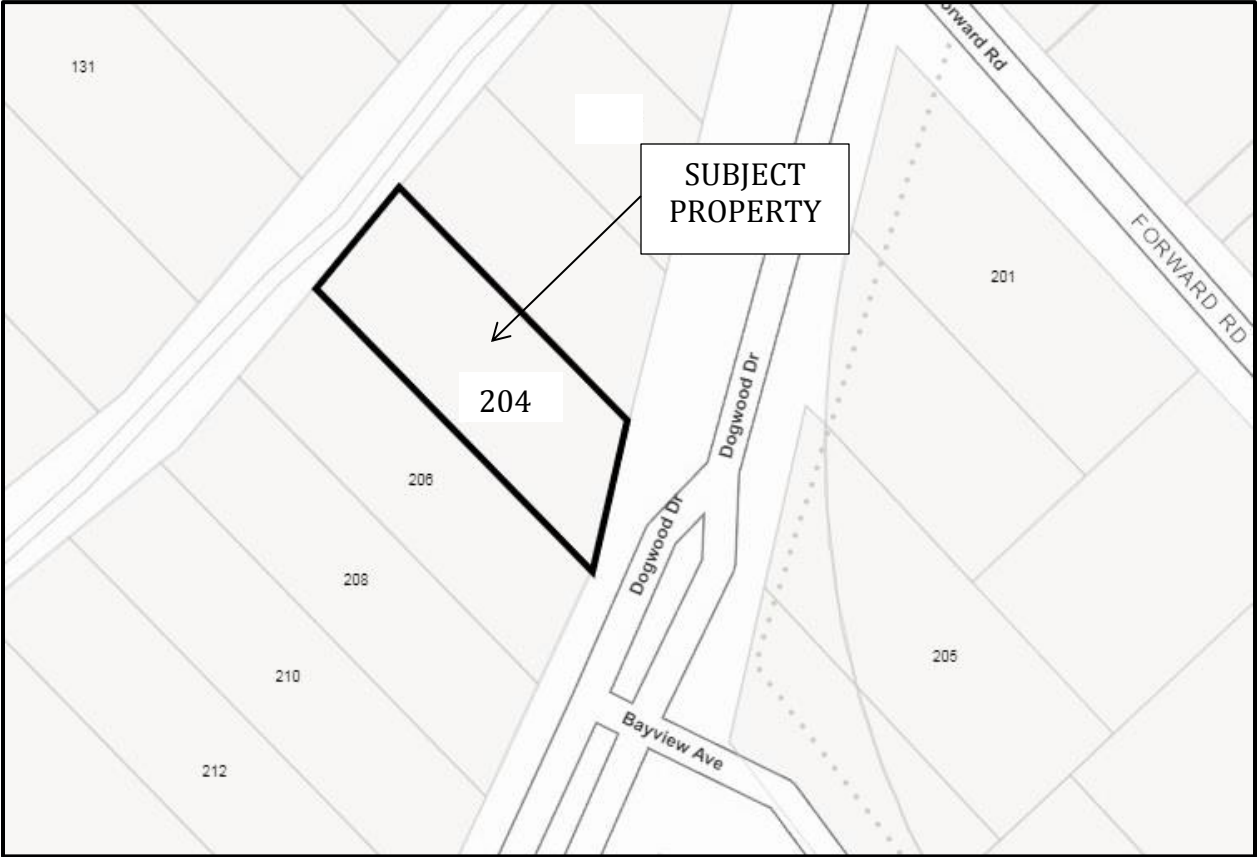 orward Rd
131
SUBJECT
PROPERTY
FORWARD RD
201
204
Dogwood Dr
206
Dogwood Dr
208
205
210
Bayview Ave
212